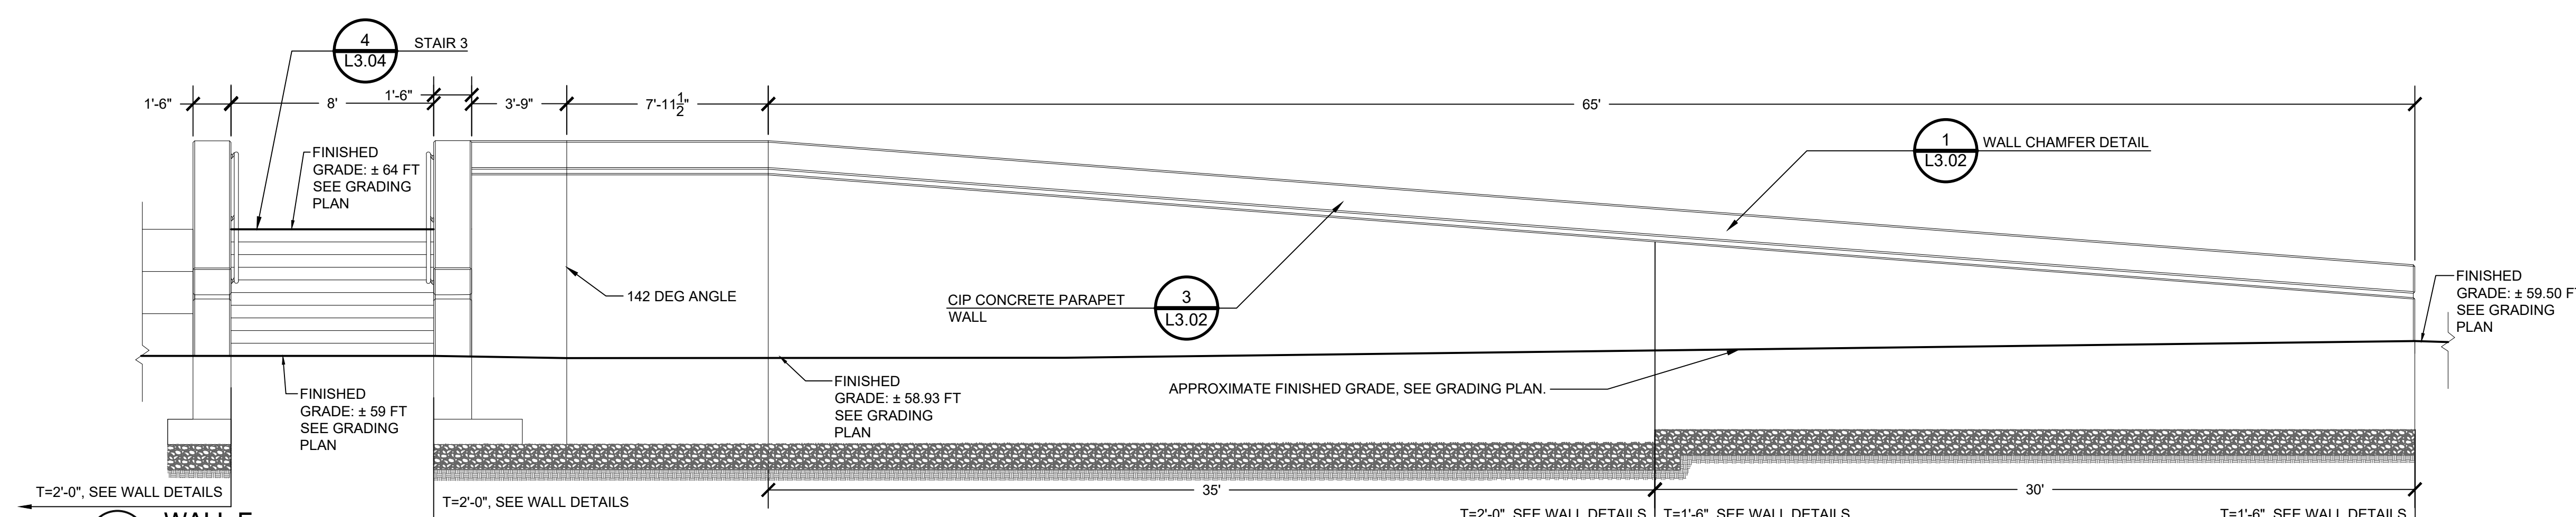 4
L3.04
STAIR 3
1'-6"
8'
1'-6"
3'-9"
7'-11 1/2"
65'
1
L3.02
WALL CHAMFER DETAIL
FINISHED
GRADE: ± 64 FT
SEE GRADING
PLAN
142 DEG ANGLE
CIP CONCRETE PARAPET
WALL
3
L3.02
FINISHED
GRADE: ± 59.50 FT
SEE GRADING
PLAN
FINISHED
GRADE: ± 59 FT
SEE GRADING
PLAN
FINISHED
GRADE: ± 58.93 FT
SEE GRADING
PLAN
APPROXIMATE FINISHED GRADE, SEE GRADING PLAN.
35'
30'
T=2'-0", SEE WALL DETAILS
T=2'-0", SEE WALL DETAILS
T=2'-0", SEE WALL DETAILS
T=1'-6", SEE WALL DETAILS
T=1'-6", SEE WALL DETAILS